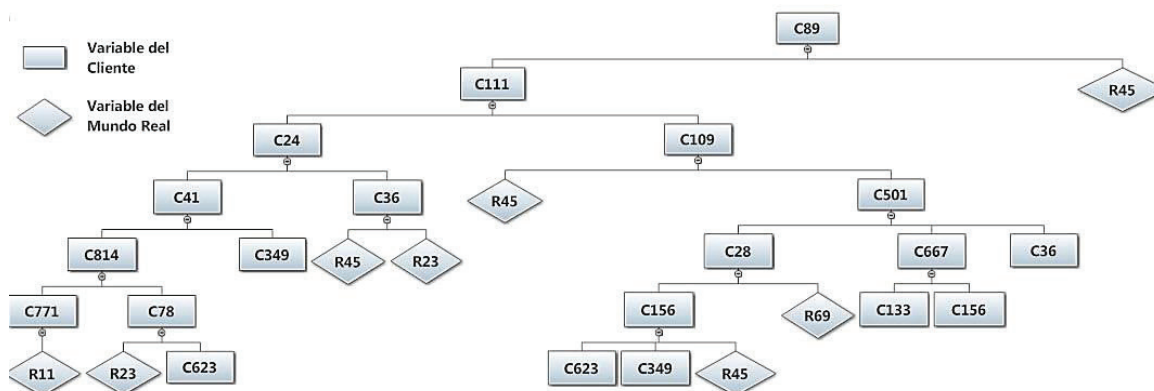 C89
Variable del
Cliente
C111
R45
Variable del
Mundo Real
C24
C109
C41
C36
R45
C501
C814
C349
R45
R23
C28
C667
C36
C771
C78
C156
R69
C133
C156
R11
R23
C623
C623
C349
R45